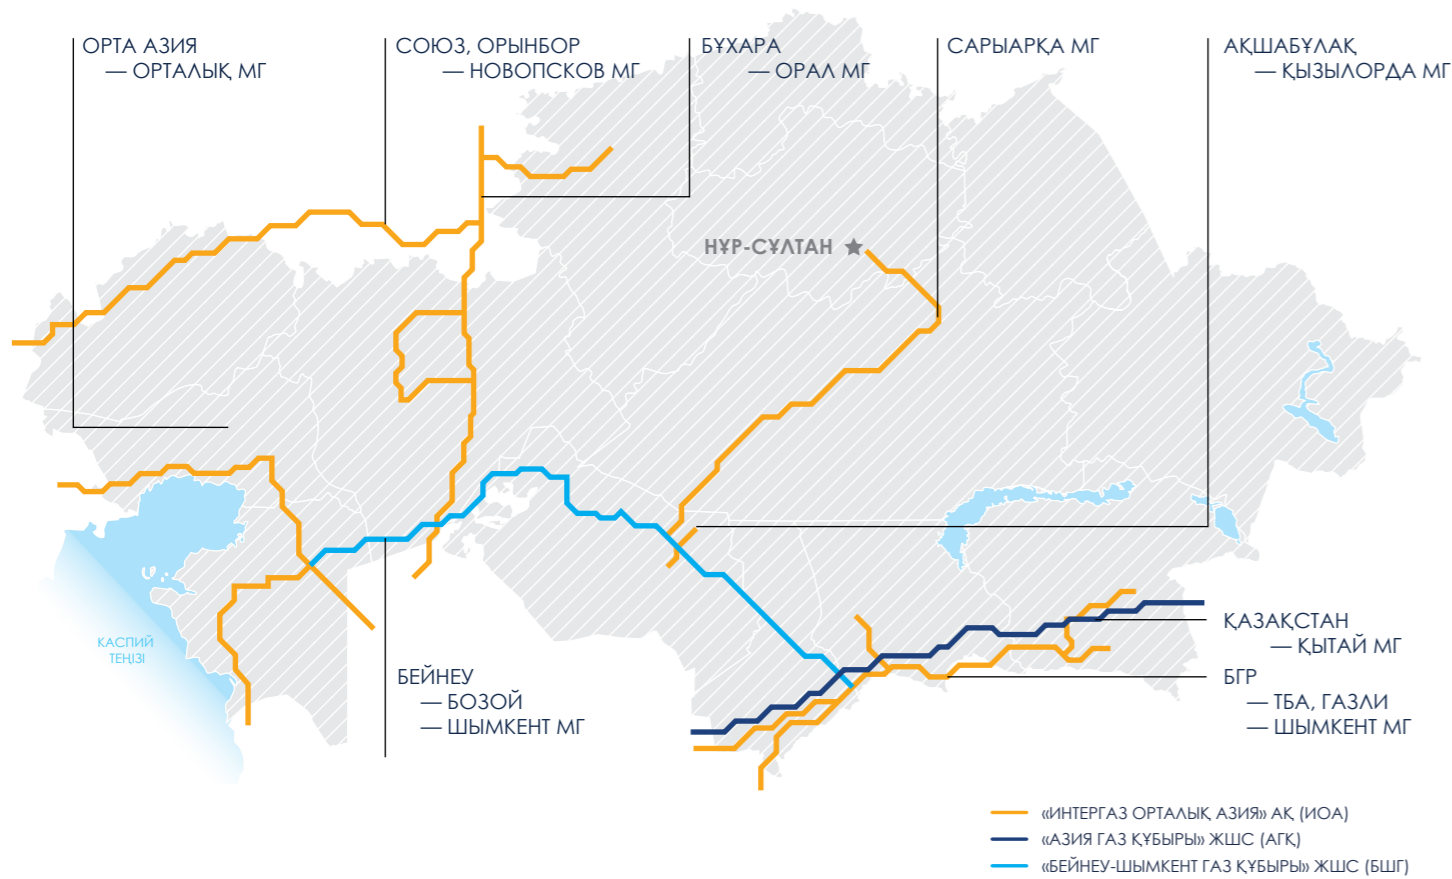 ОРТА АЗИЯ
— ОРТАЛЫҚ МГ
СОЮЗ, ОРЫНБОР
— НОВОПСКОВ МГ
БҰХАРА
— ОРАЛ МГ
САРЫАРҚА МГ
АҚШАБҰЛАҚ
— ҚЫЗЫЛОРДА МГ
НҰР-СҰЛТАН
КАСПИЙ
ТЕҢІЗІ
БЕЙНЕУ
— БОЗОЙ
— ШЫМКЕНТ МГ
ҚАЗАҚСТАН
— ҚЫТАЙ МГ
БГР
— ТБА, ГАЗЛИ
— ШЫМКЕНТ МГ
«ИНТЕРГАЗ ОРТАЛЫҚ АЗИЯ» АҚ (ИОА)
«АЗИЯ ГАЗ ҚҰБЫРЫ» ЖШС (АГҚ)
«БЕЙНЕУ-ШЫМКЕНТ ГАЗ ҚҰБЫРЫ» ЖШС (БШГ)